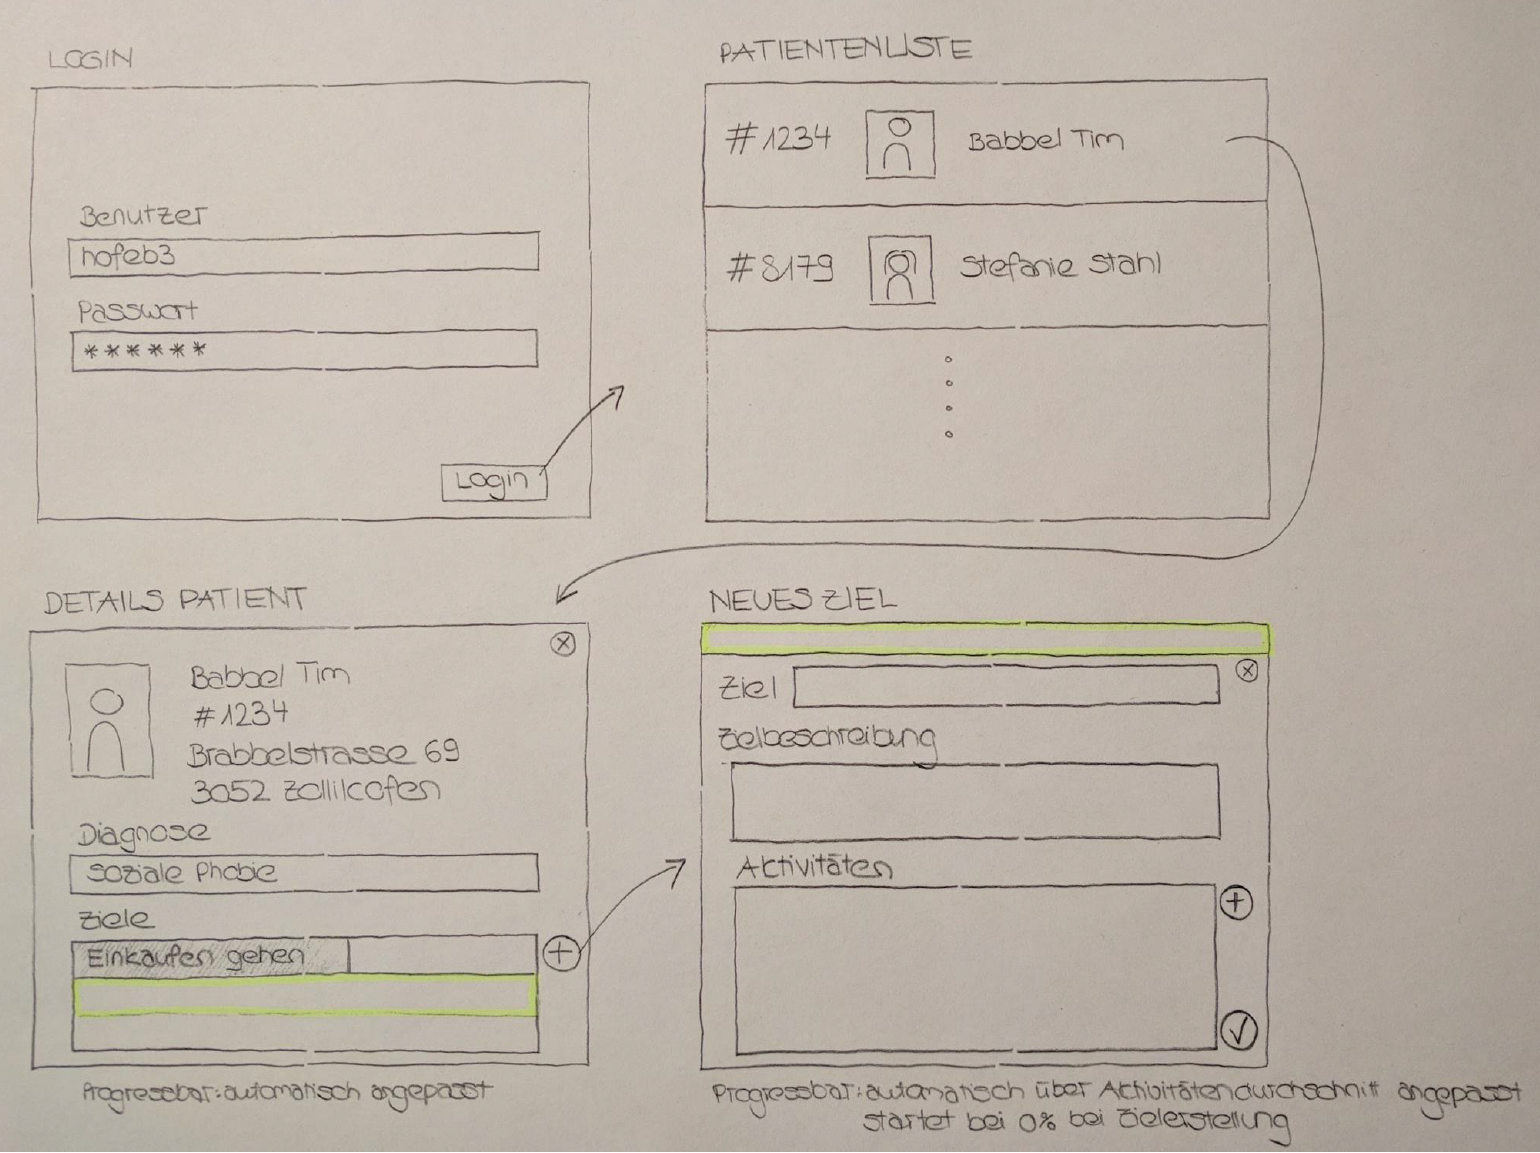 LOGIN
Benutzer
hofeb3
Passwort
******
Login
PATIENTENLISTE
#1234 Babbel Tim
#8179 Stefanie Stahl
DETAILS PATIENT
Babbel Tim
#1234
Brabbelstrasse 69
3052 Zollikofen
Diagnose
Soziale Phobie
Ziele
Einkaufen gehen
Progressbar: automatisch angepasst
NEUES ZIEL
Ziel
Zielbeschreibung
Aktivitäten
Progressbar: automatisch über Aktivitätendurchschnitt angepasst
startet bei 0% bei Zielerstellung